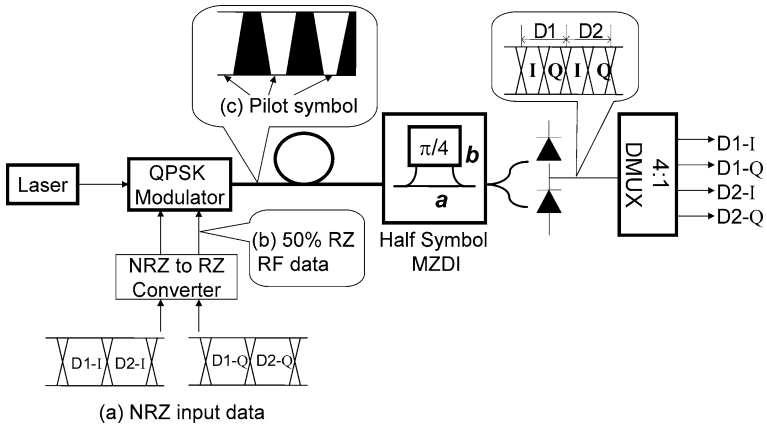 D1 D2
I Q I Q
(c) Pilot symbol
π/4
b
a
Laser
QPSK
Modulator
4:1
DMUX
D1-I
D1-Q
D2-I
D2-Q
Half Symbol
MZDI
(b) 50% RZ
RF data
NRZ to RZ
Converter
D1-I D2-I
D1-Q D2-Q
(a) NRZ input data